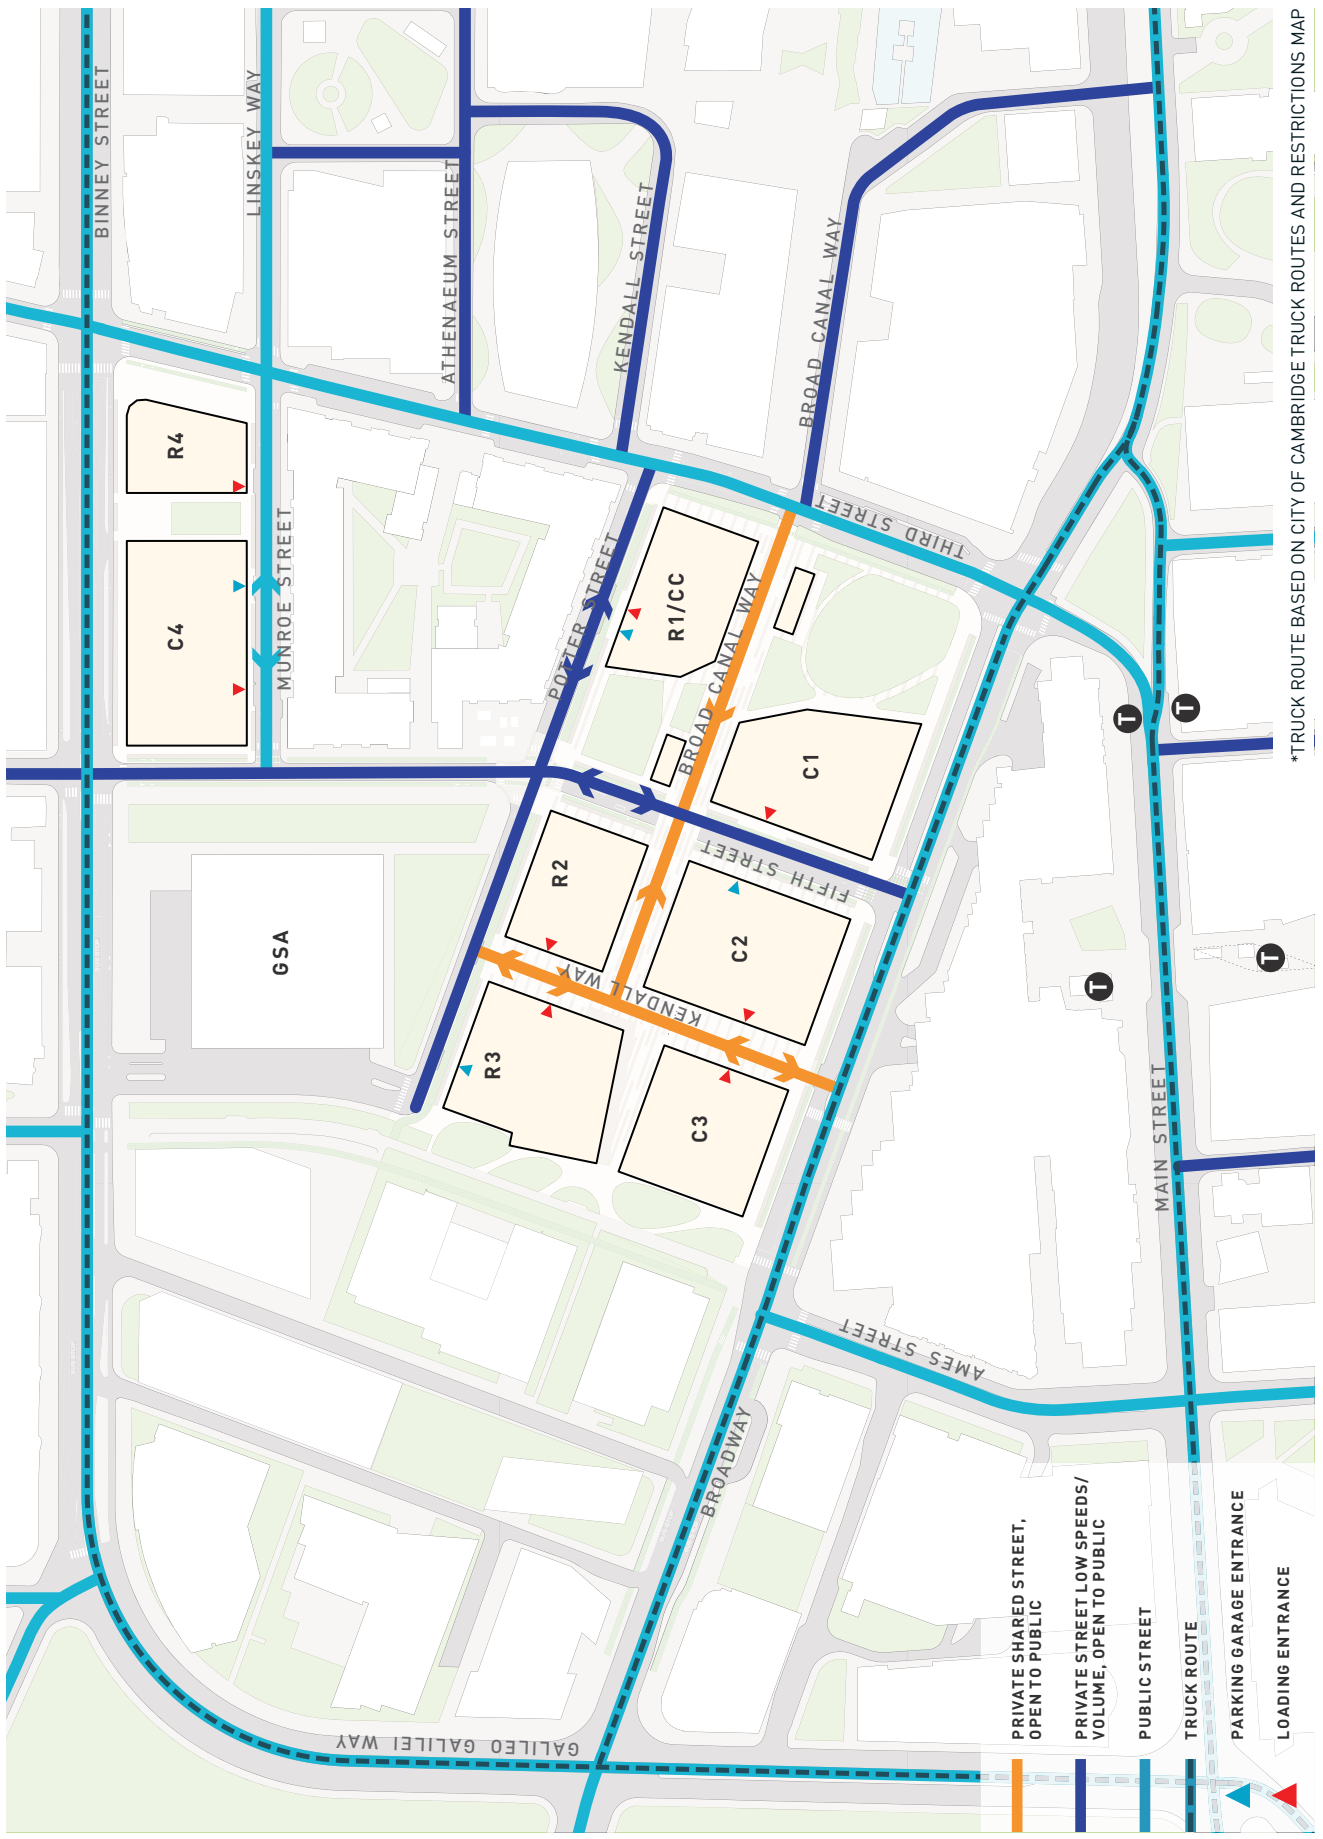 BINNEY STREET
LINSKEY WAY
ATHENAEUM STREET
KENDALL STREET
BROAD CANAL WAY
THIRD STREET
MUNROE STREET
POTTER STREET
BROAD CANAL WAY
FIFTH STREET
KENDALL WAY
R4
C4
R1/CC
C1
R2
C2
GSA
R3
C3
T
T
T
T
MAIN STREET
AMES STREET
BROADWAY
GALILEO GALILEI WAY
PRIVATE SHARED STREET,
OPEN TO PUBLIC
PRIVATE STREET LOW SPEEDS/
VOLUME, OPEN TO PUBLIC
PUBLIC STREET
TRUCK ROUTE
PARKING GARAGE ENTRANCE
LOADING ENTRANCE
*TRUCK ROUTE BASED ON CITY OF CAMBRIDGE TRUCK ROUTES AND RESTRICTIONS MAP